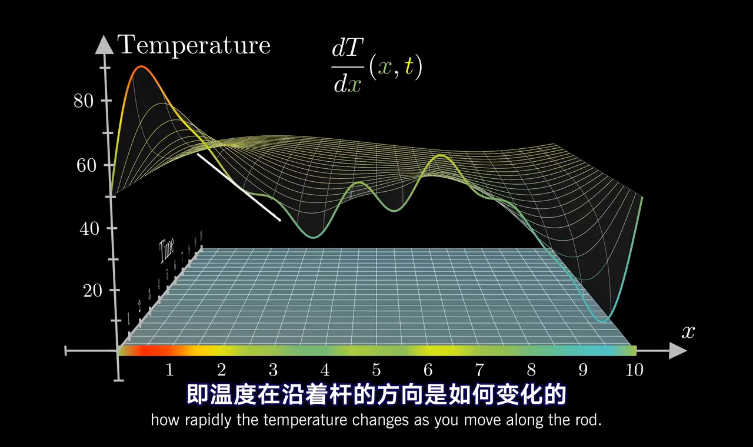 Temperature
dT/dx (x, t)
80
60
40
20
Time
x
1 2 3 4 5 6 7 8 9 10
即温度在沿着杆的方向是如何变化的
how rapidly the temperature changes as you move along the rod.